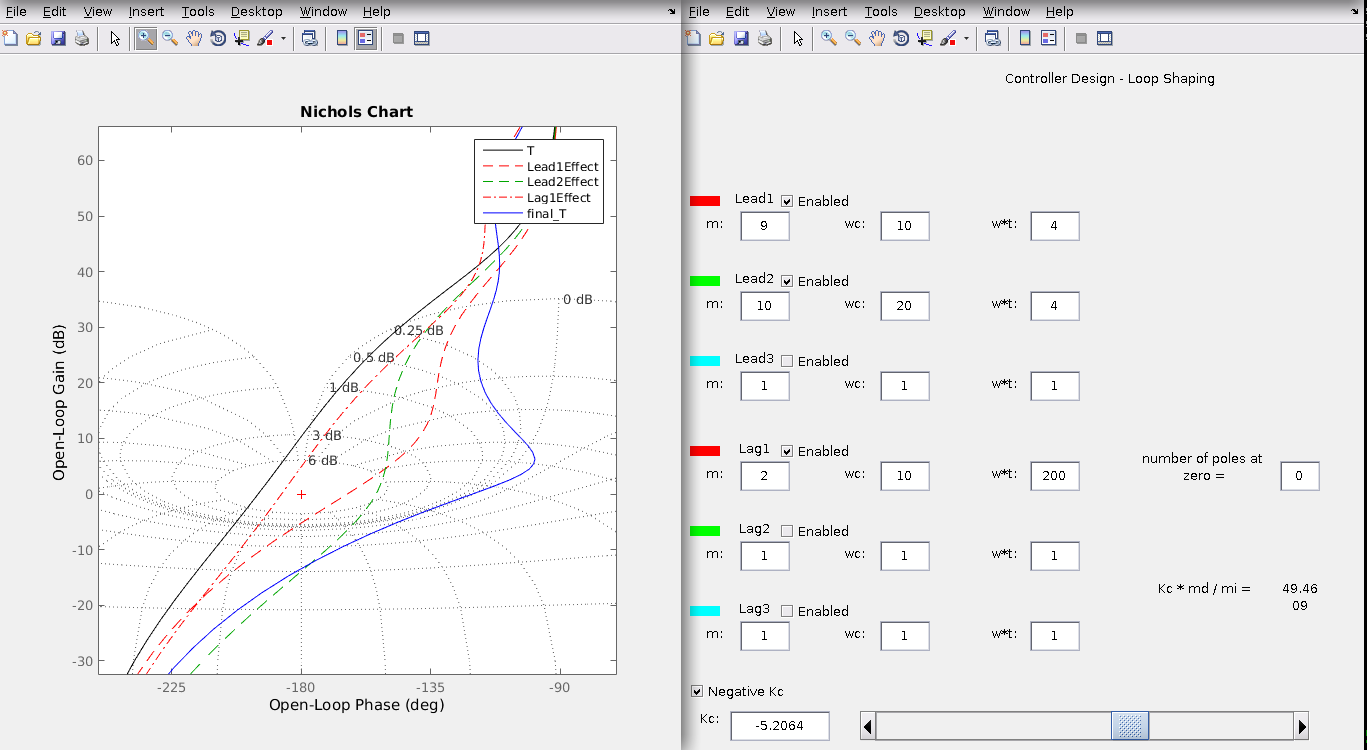 File Edit View Insert Tools Desktop Window Help
Nichols Chart
T
Lead1Effect
Lead2Effect
Lag1Effect
final_T
60
50
40
30
20
10
0
-10
-20
-30
Open-Loop Gain (dB)
0 dB
0.25 dB
0.5 dB
1 dB
3 dB
6 dB
-225 -180 -135 -90
Open-Loop Phase (deg)
File Edit View Insert Tools Desktop Window Help
Controller Design - Loop Shaping
Lead1 Enabled
m: 9 wc: 10 w*t: 4
Lead2 Enabled
m: 10 wc: 20 w*t: 4
Lead3 Enabled
m: 1 wc: 1 w*t: 1
Lag1 Enabled
m: 2 wc: 10 w*t: 200
number of poles at
zero = 0
Lag2 Enabled
m: 1 wc: 1 w*t: 1
Kc * md / mi = 49.46
09
Lag3 Enabled
m: 1 wc: 1 w*t: 1
Negative Kc
Kc: -5.2064